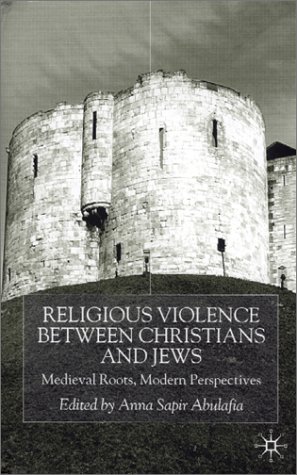 RELIGIOUS VIOLENCE
BETWEEN CHRISTIANS
AND JEWS
Medieval Roots, Modern Perspectives
Edited by Anna Sapir Abulafia